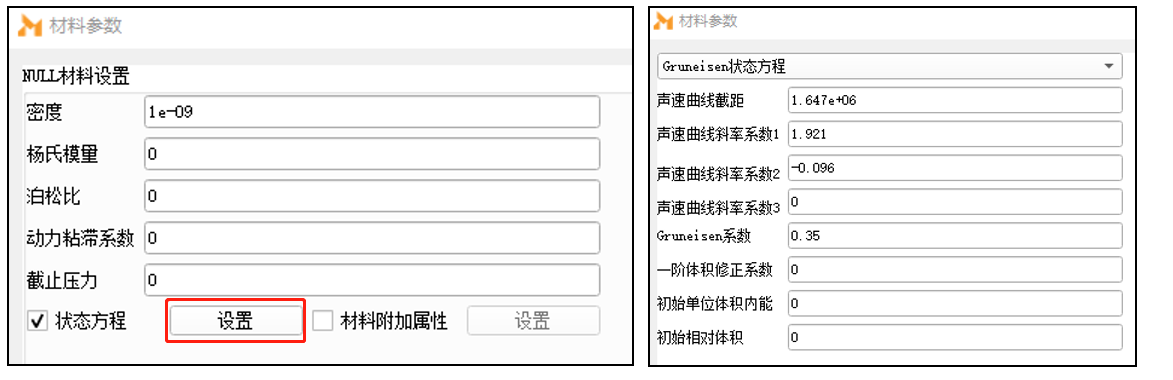 材料参数
NULL材料设置
密度 1e-09
杨氏模量 0
泊松比 0
动力粘滞系数 0
截止压力 0
状态方程 设置 材料附加属性 设置
材料参数
Gruneisen状态方程
声速曲线截距 1.647e+06
声速曲线斜率系数1 1.921
声速曲线斜率系数2 -0.096
声速曲线斜率系数3 0
Gruneisen系数 0.35
一阶体积修正系数 0
初始单位体积内能 0
初始相对体积 0